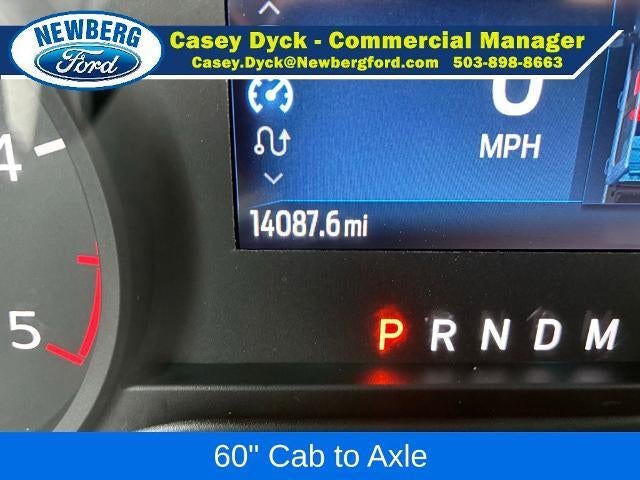 NEWBERG
Ford
Casey Dyck - Commercial Manager
Casey.Dyck@Newbergford.com 503-898-8663
0
MPH
4
14087.6 mi
5
P R N D M
60" Cab to Axle